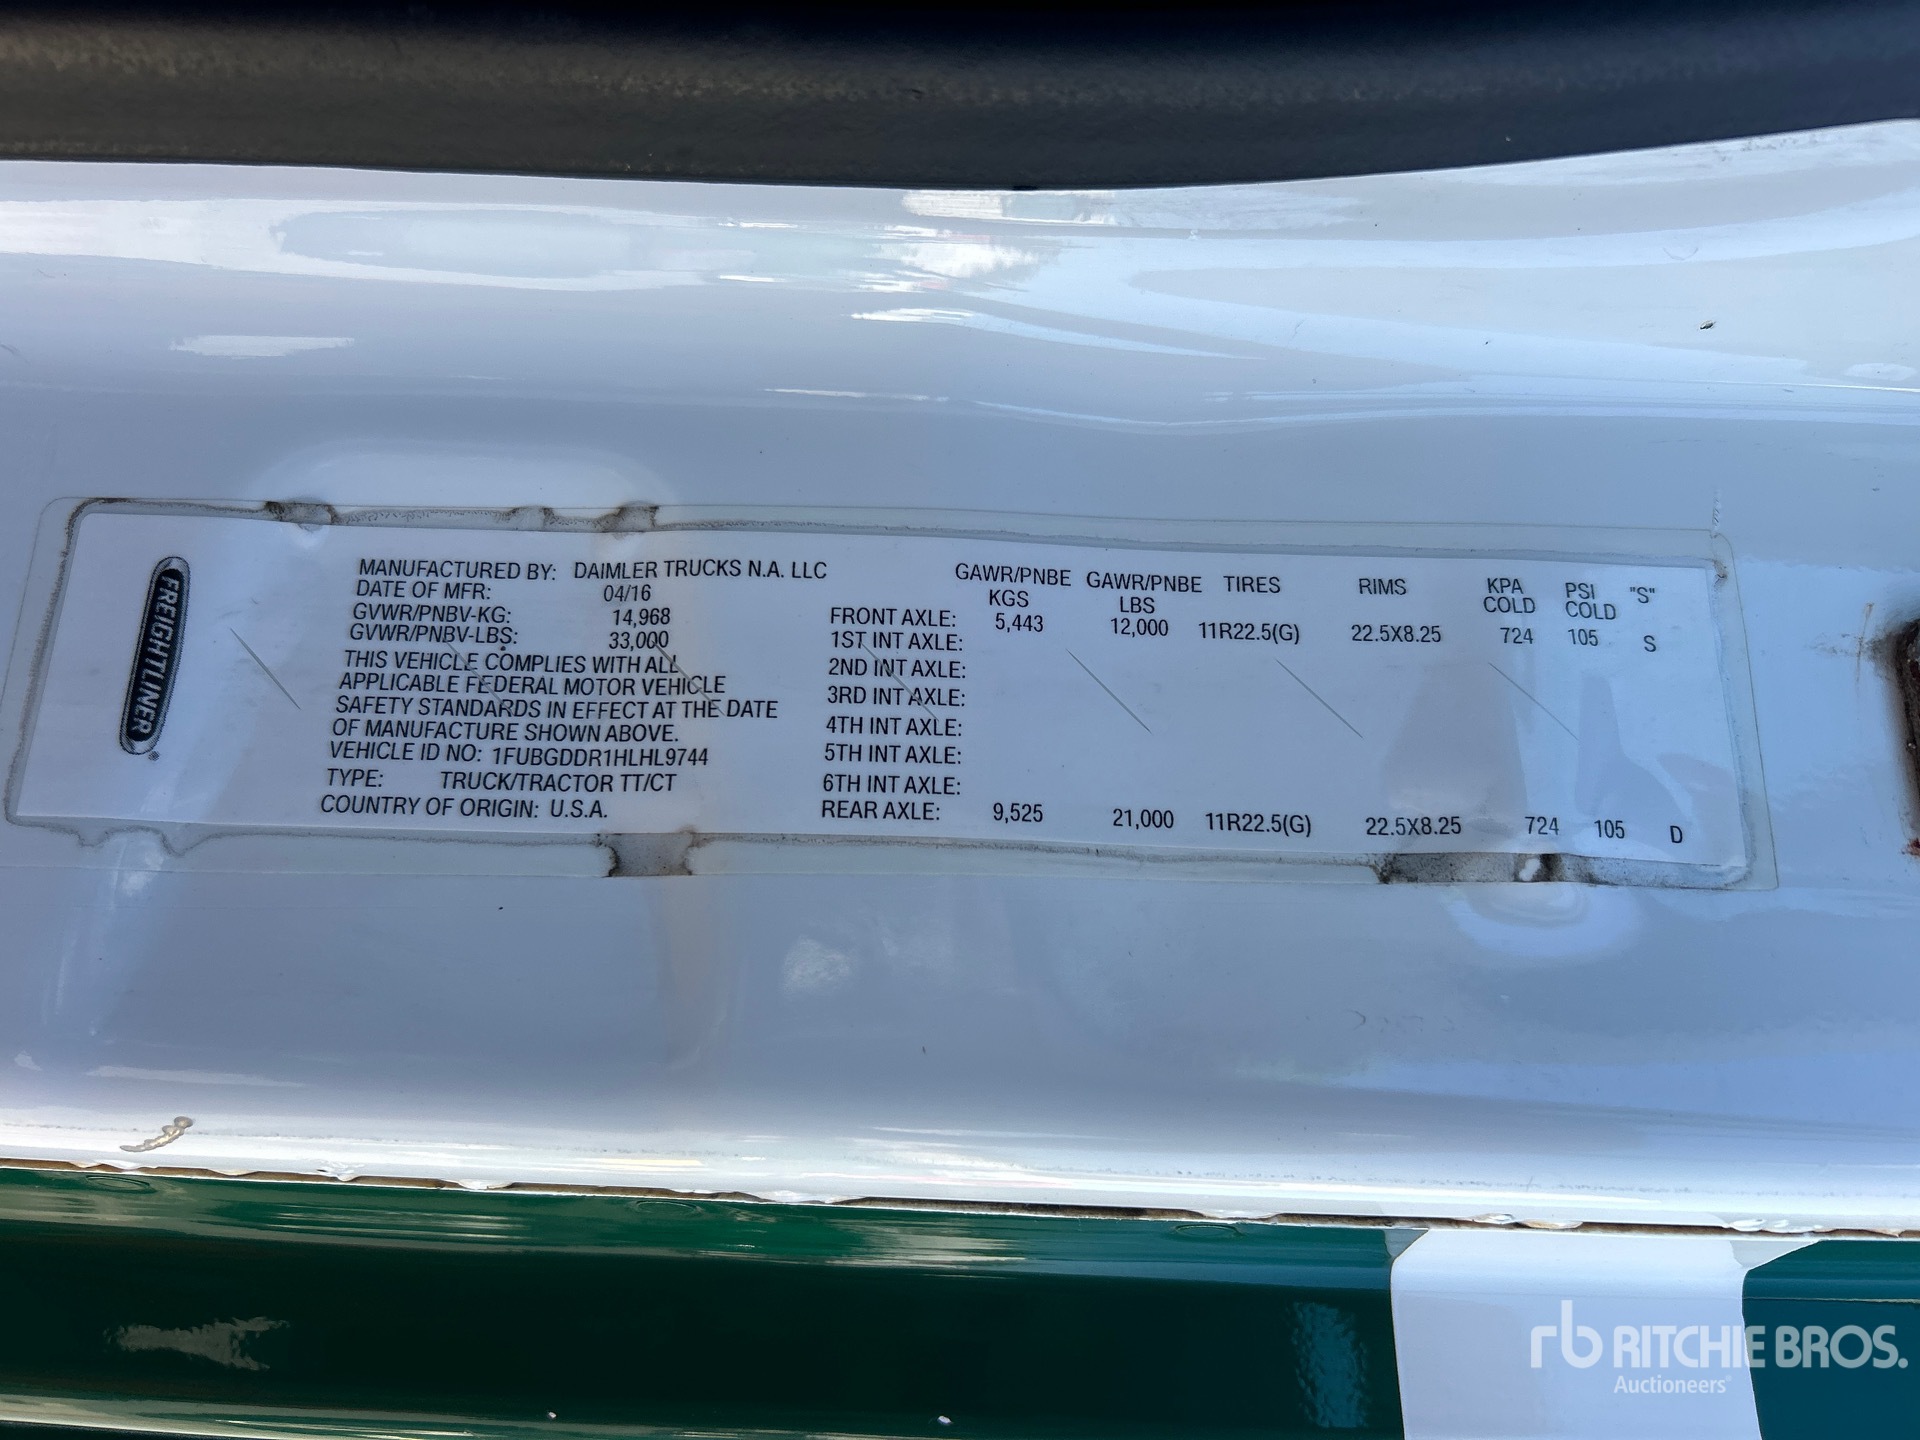 FREIGHTLINER
MANUFACTURED BY: DAIMLER TRUCKS N.A. LLC
DATE OF MFR: 04/16
GVWR/PNBV-KG: 14,968
GVWR/PNBV-LBS: 33,000
THIS VEHICLE COMPLIES WITH ALL
APPLICABLE FEDERAL MOTOR VEHICLE
SAFETY STANDARDS IN EFFECT AT THE DATE
OF MANUFACTURE SHOWN ABOVE.
VEHICLE ID NO: 1FUBGDDR1HLHL9744
TYPE: TRUCK/TRACTOR TT/CT
COUNTRY OF ORIGIN: U.S.A.
GAWR/PNBE GAWR/PNBE TIRES RIMS KPA PSI "S"
KGS LBS COLD COLD
FRONT AXLE: 5,443 12,000 11R22.5(G) 22.5X8.25 724 105 S
1ST INT AXLE:
2ND INT AXLE:
3RD INT AXLE:
4TH INT AXLE:
5TH INT AXLE:
6TH INT AXLE:
REAR AXLE: 9,525 21,000 11R22.5(G) 22.5X8.25 724 105 D
rb RITCHIE BROS.
Auctioneers